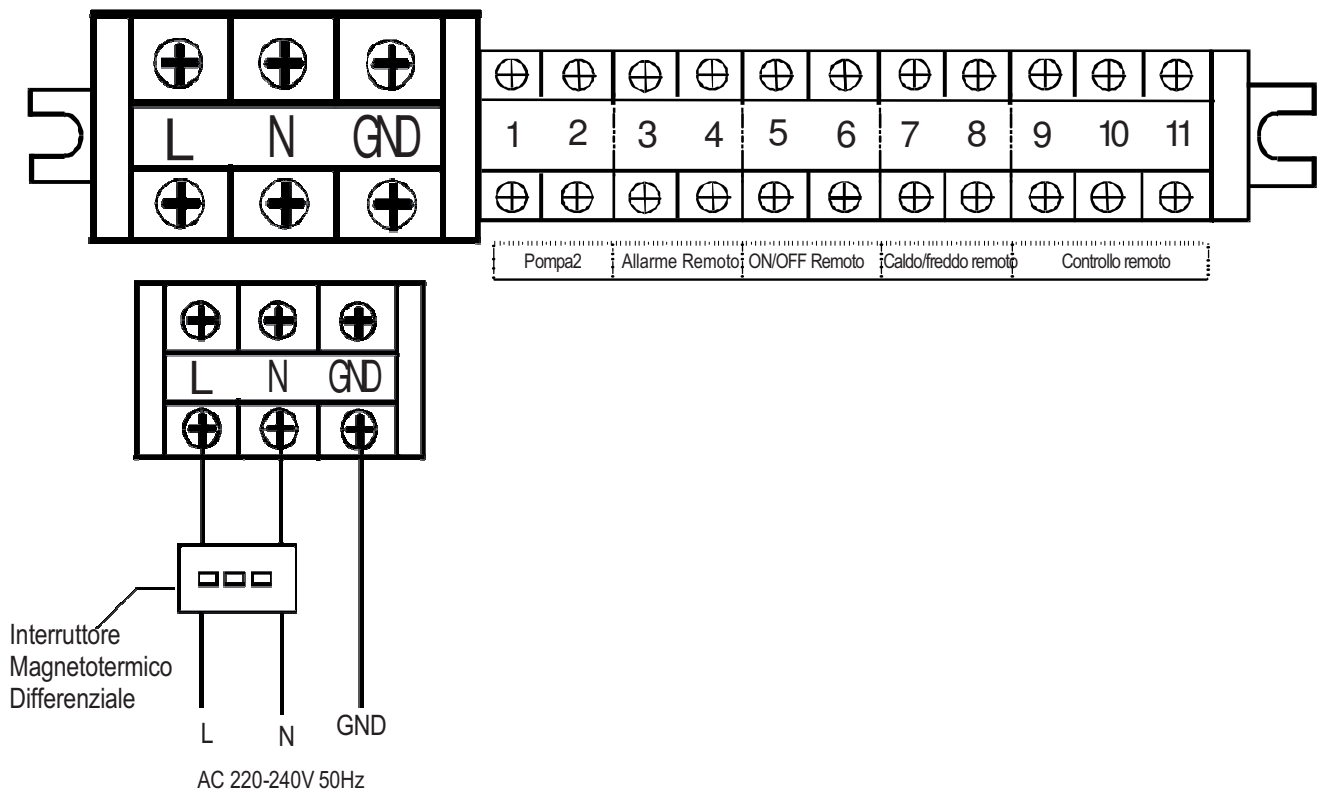 L N GND
1 2 3 4 5 6 7 8 9 10 11
Pompa2 Allarme Remoto ON/OFF Remoto Caldo/freddo remoto Controllo remoto
L N GND
Interruttore
Magnetotermico
Differenziale
L N GND
AC 220-240V 50Hz